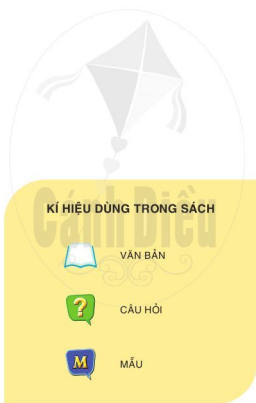 KÍ HIỆU DÙNG TRONG SÁCH
Cánh Diều
VĂN BẢN
?
CÂU HỎI
M
MẪU